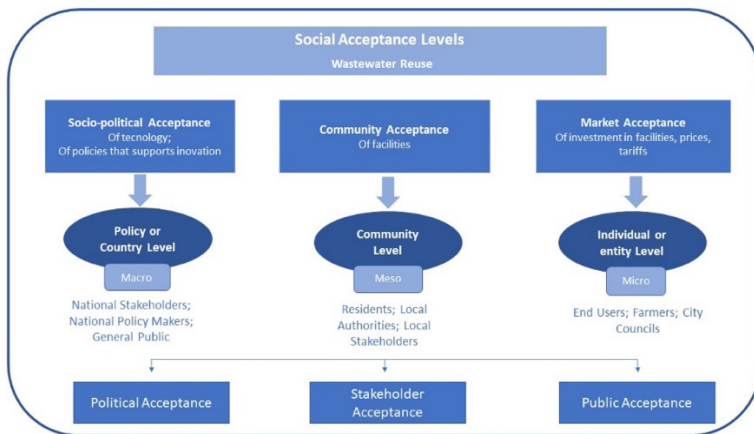 Social Acceptance Levels
Wastewater Reuse
Socio-political Acceptance
Of tecnology;
Of policies that supports inovation
Community Acceptance
Of facilities
Market Acceptance
Of investment in facilities, prices,
tariffs
Policy or
Country Level
Macro
Community
Level
Meso
Individual or
entity Level
Micro
National Stakeholders;
National Policy Makers;
General Public
Residents; Local
Authorities; Local
Stakeholders
End Users; Farmers; City
Councils
Political Acceptance
Stakeholder
Acceptance
Public Acceptance